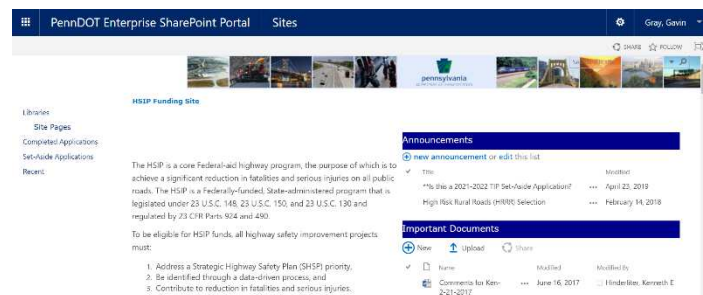 PennDOT Enterprise SharePoint Portal Sites
Gray, Gavin
SHARE FOLLOW
pennsylvania
HSIP Funding Site
Libraries
Site Pages
Completed Applications
Set-Aside Applications
Recent
The HSIP is a core Federal-aid highway program, the purpose of which is to
achieve a significant reduction in fatalities and serious injuries on all public
roads. The HSIP is a Federally-funded, State-administered program that is
legislated under 23 U.S.C. 148, 23 U.S.C. 150, and 23 U.S.C. 130 and
regulated by 23 CFR Parts 924 and 490.
To be eligible for HSIP funds, all highway safety improvement projects
must:
1. Address a Strategic Highway Safety Plan (SHSP) priority,
2. Be identified through a data-driven process, and
3. Contribute to reduction in fatalities and serious injuries.
Announcements
new announcement or edit this list
Title Modified
**Is this a 2021-2022 TIP Set-Aside Application? ••• April 23, 2019
High Risk Rural Roads (HRRR) Selection ••• February 14, 2018
Important Documents
New Upload Share
Name Modified Modified By
Comments for Ken- ••• June 16, 2017 Hinderliter, Kenneth E
2-21-2017